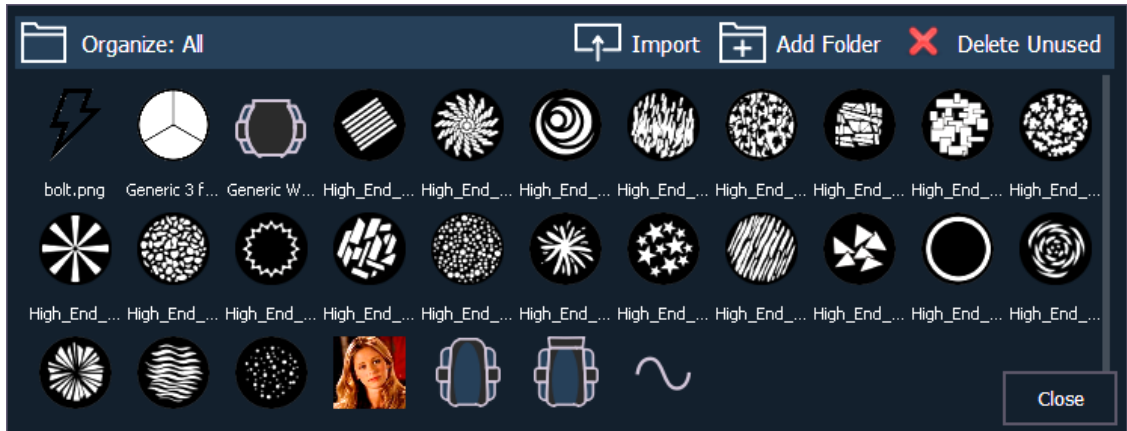 Organize: All Import Add Folder Delete Unused
bolt.png Generic 3 f... Generic W... High_End_... High_End_... High_End_... High_End_... High_End_... High_End_... High_End_... High_End_...
High_End_... High_End_... High_End_... High_End_... High_End_... High_End_... High_End_... High_End_... High_End_... High_End_... High_End_...
Close